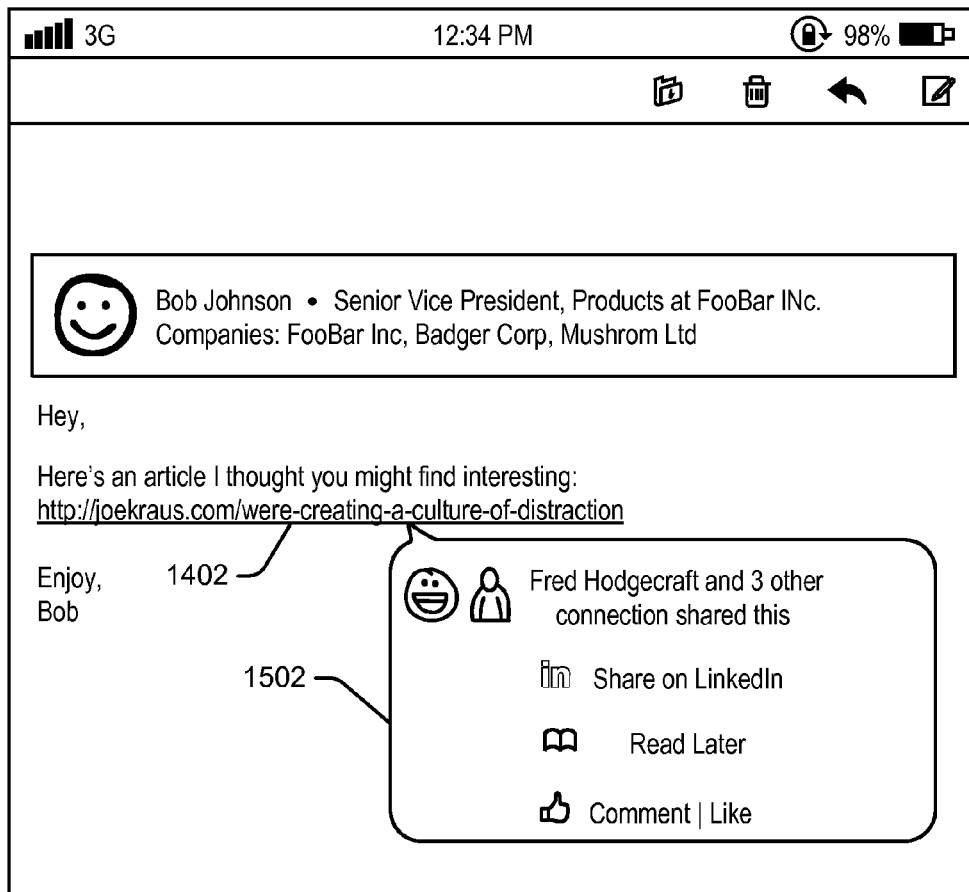 3G 12:34 PM 98%
Bob Johnson • Senior Vice President, Products at FooBar INc.
Companies: FooBar Inc, Badger Corp, Mushrom Ltd
Hey,
Here's an article I thought you might find interesting:
http://joekraus.com/were-creating-a-culture-of-distraction
Enjoy,
Bob
1402
Fred Hodgecraft and 3 other
connection shared this
1502
in Share on LinkedIn
Read Later
Comment | Like